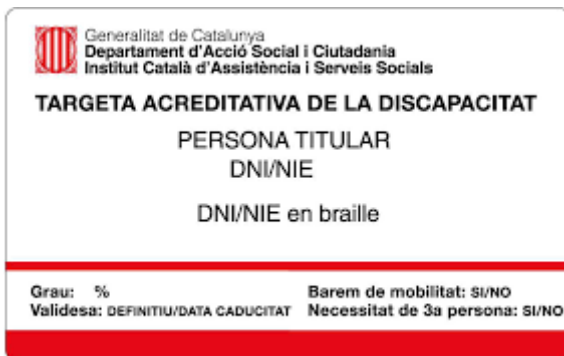 Generalitat de Catalunya
Departament d'Acció Social i Ciutadania
Institut Català d'Assistència i Serveis Socials
TARGETA ACREDITATIVA DE LA DISCAPACITAT
PERSONA TITULAR
DNI/NIE
DNI/NIE en braille
Grau: % Barem de mobilitat: SI/NO
Validesa: DEFINITIU/DATA CADUCITAT Necessitat de 3a persona: SI/NO